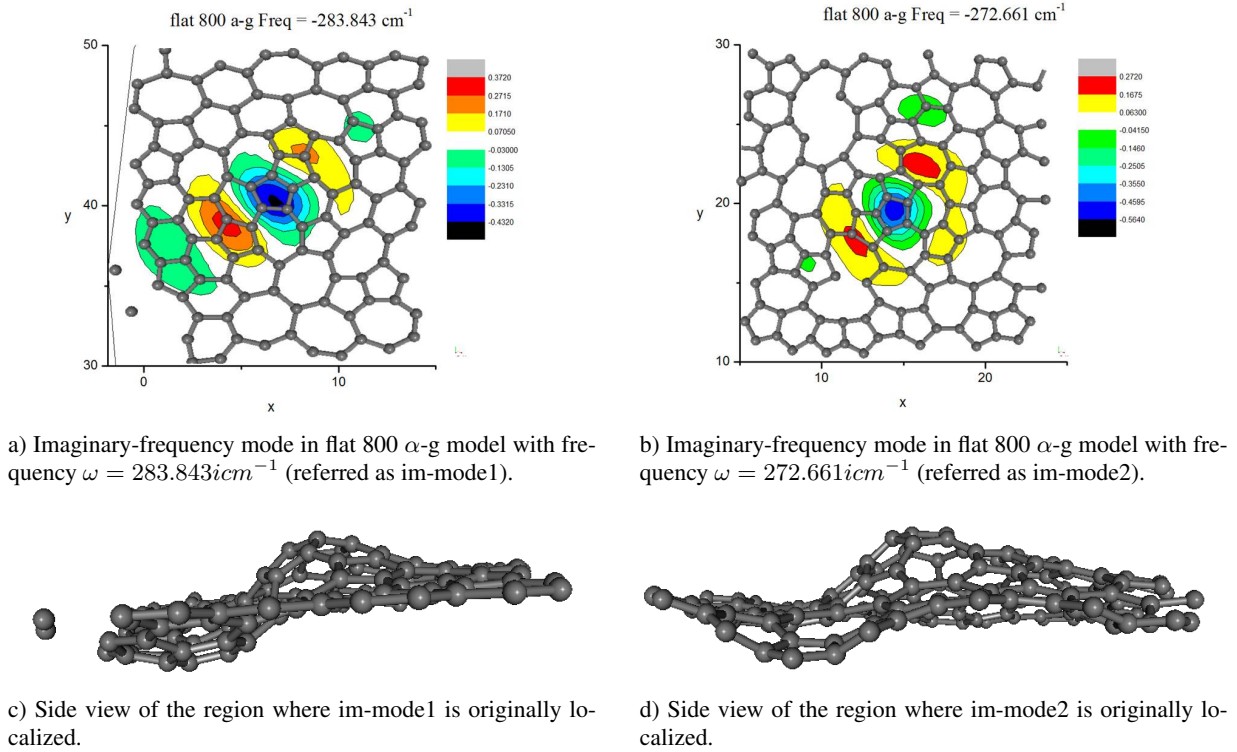 flat 800 a-g Freq = -283.843 cm⁻¹
50
40
30
y
0
10
x
0.3720
0.2715
0.1710
0.07050
-0.03000
-0.1305
-0.2310
-0.3315
-0.4320
flat 800 a-g Freq = -272.661 cm⁻¹
30
20
10
y
10
20
x
0.2720
0.1675
0.06300
-0.04150
-0.1460
-0.2505
-0.3550
-0.4595
-0.5640
a) Imaginary-frequency mode in flat 800 α-g model with fre-
quency ω = 283.843icm⁻¹ (referred as im-mode1).
b) Imaginary-frequency mode in flat 800 α-g model with fre-
quency ω = 272.661icm⁻¹ (referred as im-mode2).
c) Side view of the region where im-mode1 is originally lo-
calized.
d) Side view of the region where im-mode2 is originally lo-
calized.